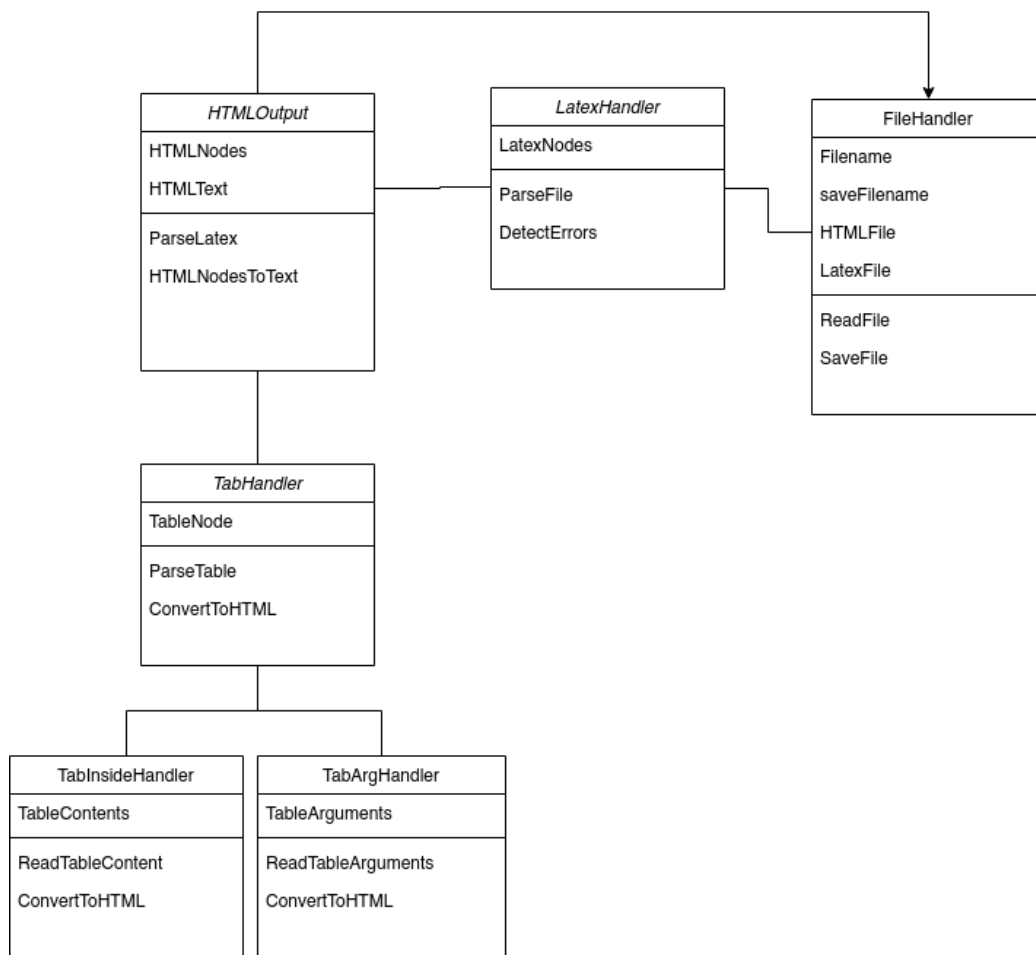 HTMLOutput
HTMLNodes
HTMLText
ParseLatex
HTMLNodesToText
LatexHandler
LatexNodes
ParseFile
DetectErrors
FileHandler
Filename
saveFilename
HTMLFile
LatexFile
ReadFile
SaveFile
TabHandler
TableNode
ParseTable
ConvertToHTML
TabInsideHandler
TableContents
ReadTableContent
ConvertToHTML
TabArgHandler
TableArguments
ReadTableArguments
ConvertToHTML